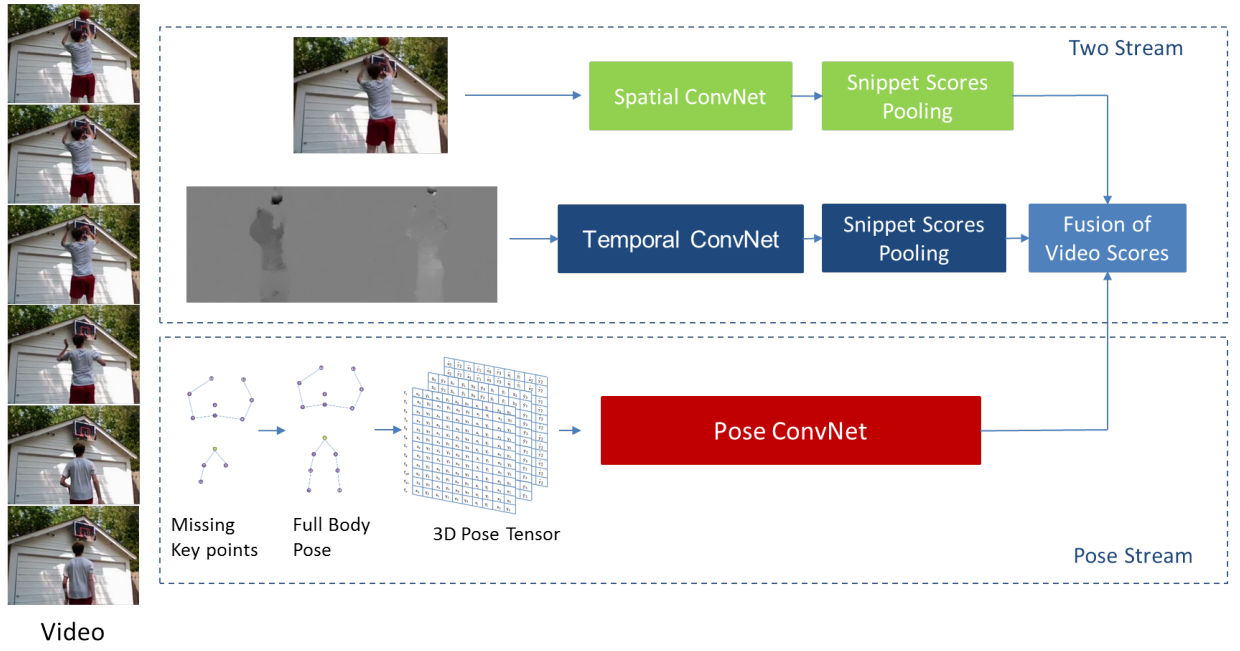 Two Stream
Spatial ConvNet
Snippet Scores
Pooling
Temporal ConvNet
Snippet Scores
Pooling
Fusion of
Video Scores
Pose ConvNet
Missing
Key points
Full Body
Pose
3D Pose Tensor
Pose Stream
Video